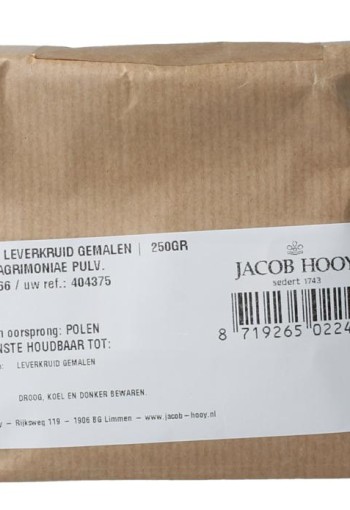 LEVERKRUID GEMALEN | 250GR
AGRIMONIAE PULV.
66 / uw ref.: 404375
JACOB HOOY
sedert 1743
8 719265 0224
oorsprong: POLEN
NSTE HOUDBAAR TOT:
LEVERKRUID GEMALEN
DROOG, KOEL EN DONKER BEWAREN.
y - Rijksweg 119 - 1906 BG Limmen - www.jacob-hooy.nl